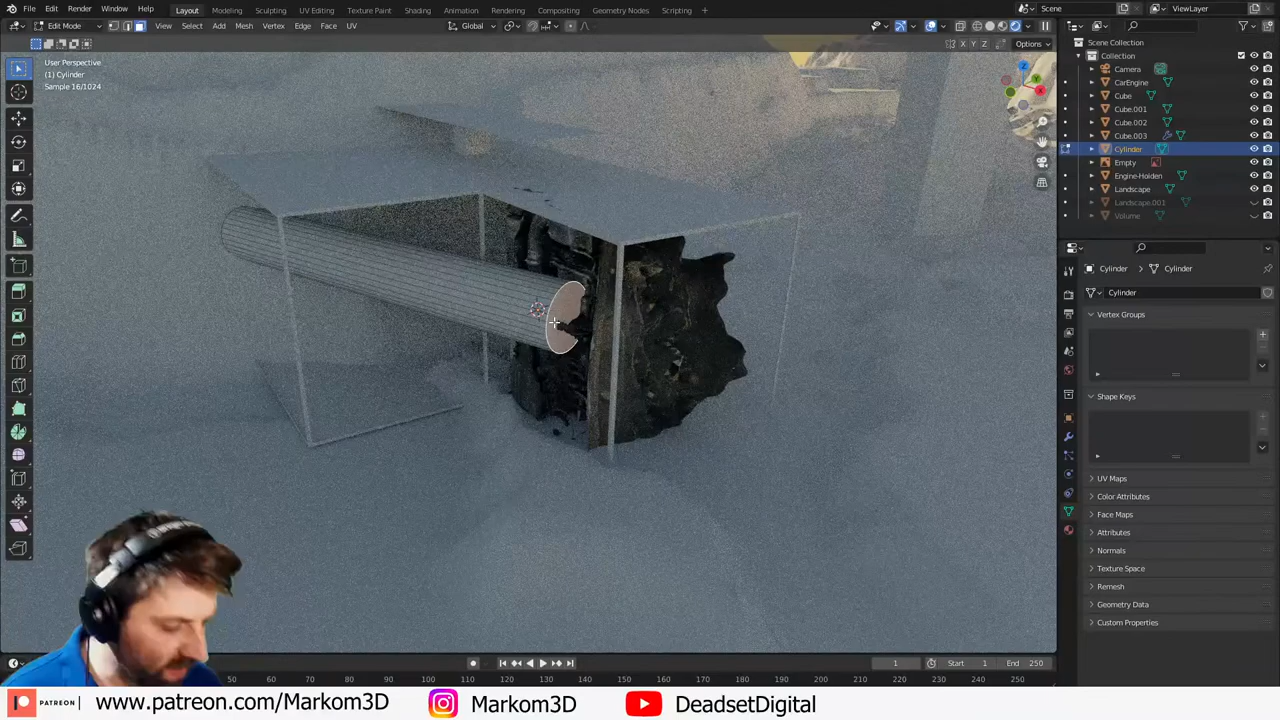 File Edit Render Window Help
Layout Modeling Sculpting UV Editing Texture Paint Shading Animation Rendering Compositing Geometry Nodes Scripting
Scene
ViewLayer
Edit Mode View Select Add Mesh Vertex Edge Face UV
Global
X Y Z Options
User Perspective
(1) Cylinder
Sample 16/1024
Z Y X
Scene Collection
Collection
Camera
CarEngine
Cube
Cube.001
Cube.002
Cube.003
Cylinder
Empty
Engine-Holden
Landscape
Landscape.001
Volume
Cylinder > Cylinder
Cylinder
Vertex Groups
Shape Keys
UV Maps
Color Attributes
Face Maps
Attributes
Normals
Texture Space
Remesh
Geometry Data
Custom Properties
1 Start 1 End 250
50 60 70 80 90 100 110 120 130 140 150 160 170 180 190 200 210 220 230 240 250
PATREON www.patreon.com/Markom3D Markom3D DeadsetDigital